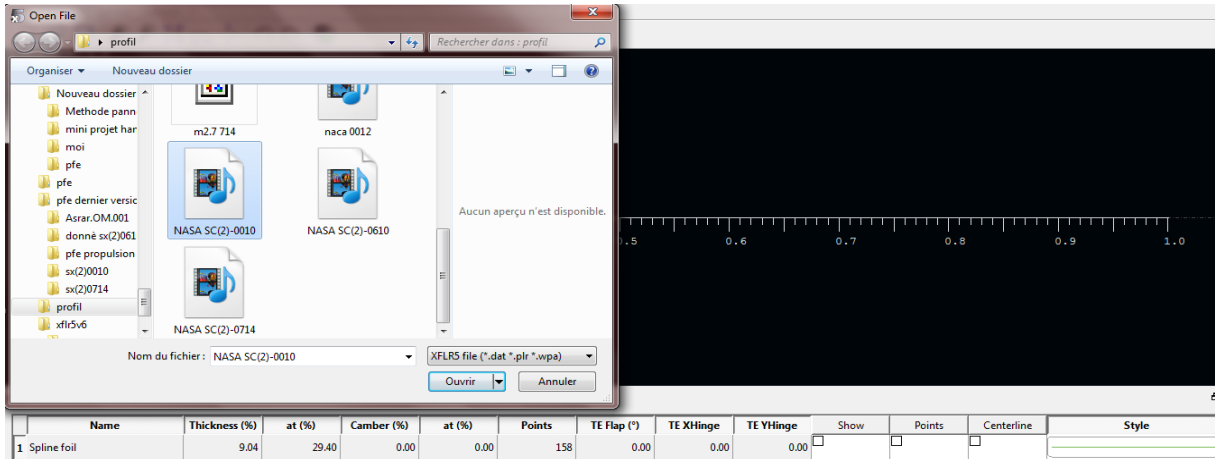 Open File
profil
Rechercher dans : profil
Organiser
Nouveau dossier
Nouveau dossier
Methode pann
mini projet har
moi
pfe
pfe
pfe dernier versic
Asrar.OM.001
donnè sx(2)061
pfe propulsion
sx(2)0010
sx(2)0714
profil
xflr5v6
m2.7 714
naca 0012
NASA SC(2)-0010
NASA SC(2)-0610
NASA SC(2)-0714
Aucun aperçu n'est disponible.
Nom du fichier : NASA SC(2)-0010
XFLR5 file (*.dat *.plr *.wpa)
Ouvrir
Annuler
0.5 0.6 0.7 0.8 0.9 1.0
Name Thickness (%) at (%) Camber (%) at (%) Points TE Flap (°) TE XHinge TE YHinge Show Points Centerline Style
1 Spline foil 9.04 29.40 0.00 0.00 158 0.00 0.00 0.00